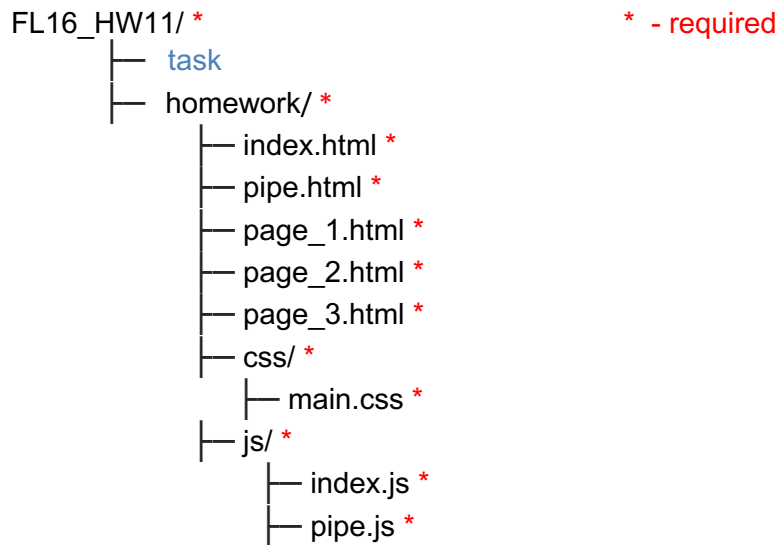 FL16_HW11/ * * - required
├── task
├── homework/ *
├── index.html *
├── pipe.html *
├── page_1.html *
├── page_2.html *
├── page_3.html *
├── css/ *
├── main.css *
├── js/ *
├── index.js *
├── pipe.js *